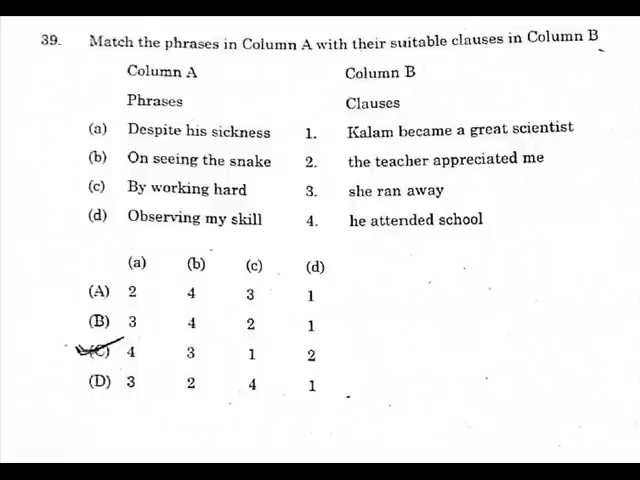 39. Match the phrases in Column A with their suitable clauses in Column B
Column A Column B
Phrases Clauses
(a) Despite his sickness 1. Kalam became a great scientist
(b) On seeing the snake 2. the teacher appreciated me
(c) By working hard 3. she ran away
(d) Observing my skill 4. he attended school
(a) (b) (c) (d)
(A) 2 4 3 1
(B) 3 4 2 1
(C) 4 3 1 2
(D) 3 2 4 1